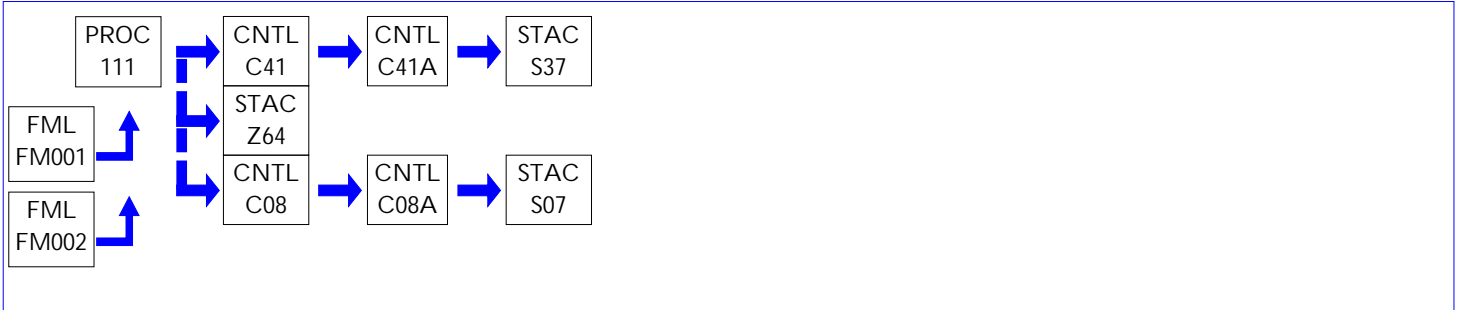 PROC
111
CNTL
C41
CNTL
C41A
STAC
S37
STAC
Z64
FML
FM001
CNTL
C08
CNTL
C08A
STAC
S07
FML
FM002